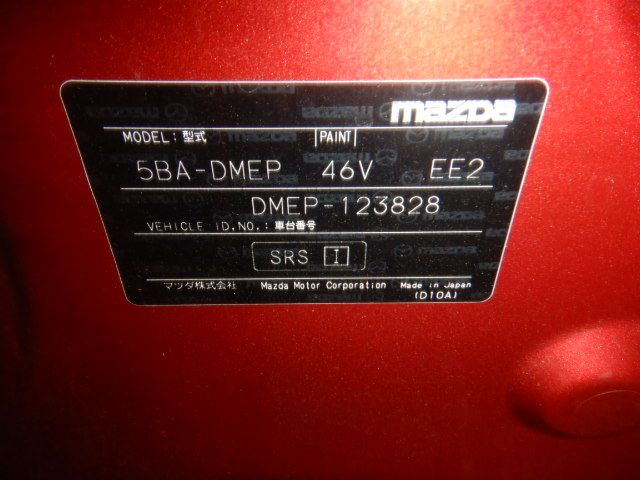 mazda
MODEL: 型式 PAINT
5BA-DMEP 46V EE2
DMEP-123828
VEHICLE ID.NO.: 車台番号
SRS I
マツダ株式会社 Mazda Motor Corporation Made in Japan
(D10A)